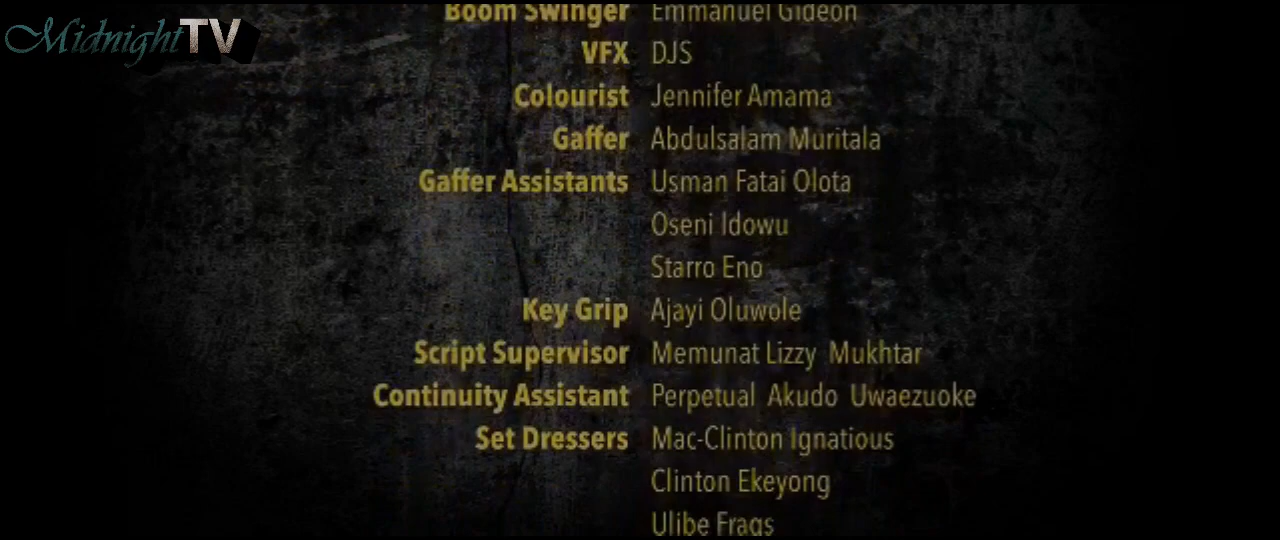 MidnightTV
Boom Swinger Emmanuel Gideon
VFX DJS
Colourist Jennifer Amama
Gaffer Abdulsalam Muritala
Gaffer Assistants Usman Fatai Olota
Oseni Idowu
Starro Eno
Key Grip Ajayi Oluwole
Script Supervisor Memunat Lizzy Mukhtar
Continuity Assistant Perpetual Akudo Uwaezuoke
Set Dressers Mac-Clinton Ignatious
Clinton Ekeyong
Ulibe Frags